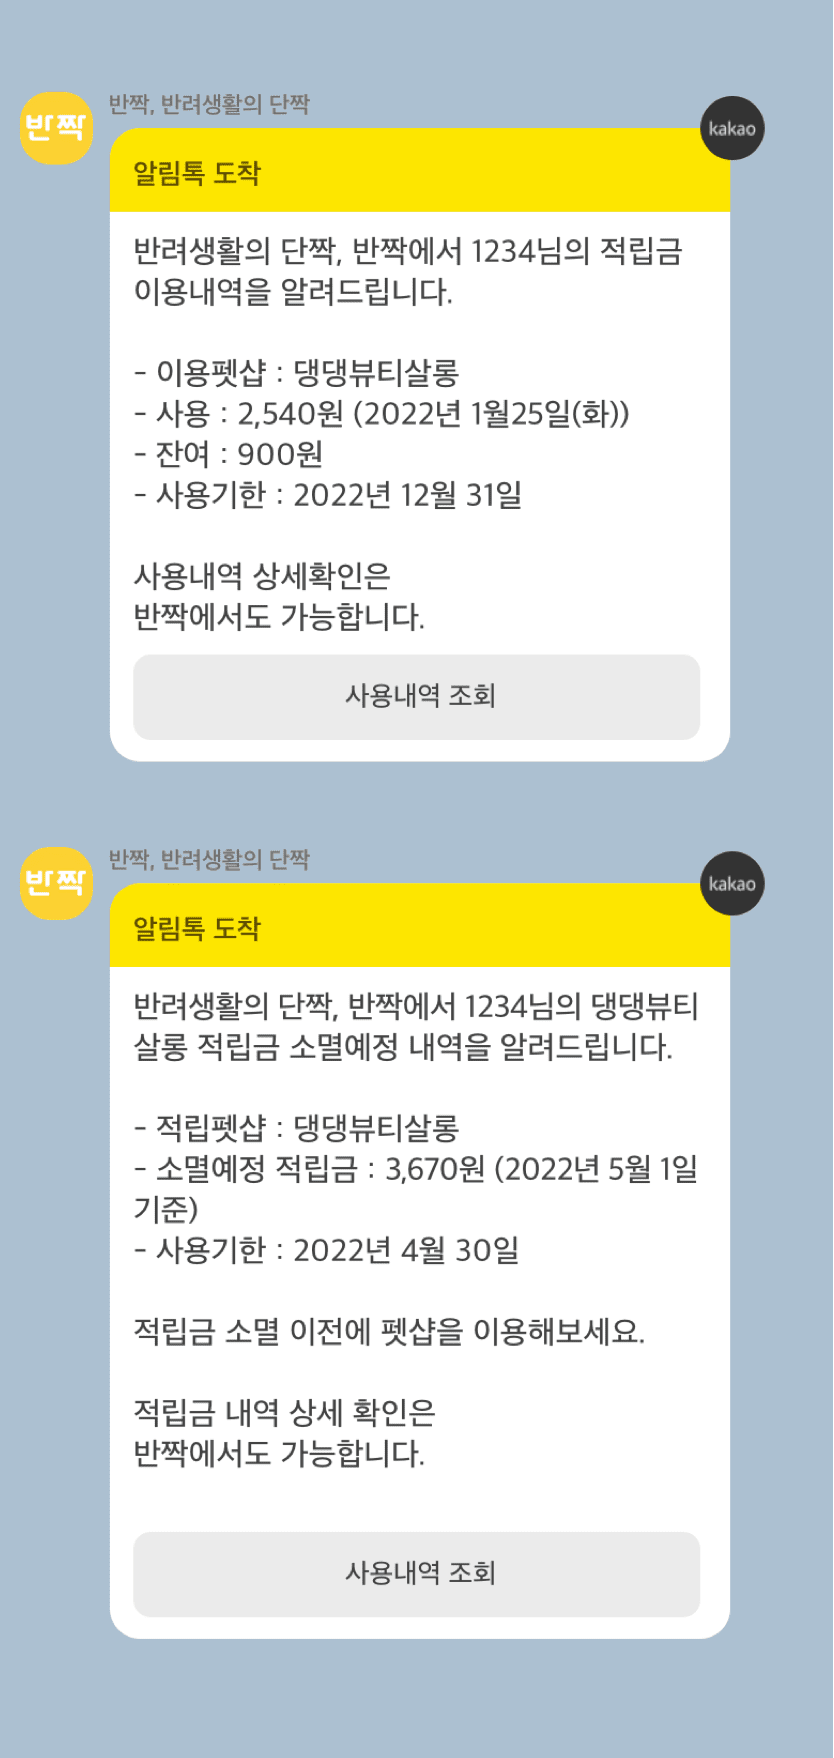 반짝, 반려생활의 단짝
반짝
kakao
알림톡 도착
반려생활의 단짝, 반짝에서 1234님의 적립금
이용내역을 알려드립니다.
- 이용펫샵 : 댕댕뷰티살롱
- 사용 : 2,540원 (2022년 1월25일(화))
- 잔여 : 900원
- 사용기한 : 2022년 12월 31일
사용내역 상세확인은
반짝에서도 가능합니다.
사용내역 조회
반짝, 반려생활의 단짝
반짝
kakao
알림톡 도착
반려생활의 단짝, 반짝에서 1234님의 댕댕뷰티
살롱 적립금 소멸예정 내역을 알려드립니다.
- 적립펫샵 : 댕댕뷰티살롱
- 소멸예정 적립금 : 3,670원 (2022년 5월 1일
기준)
- 사용기한 : 2022년 4월 30일
적립금 소멸 이전에 펫샵을 이용해보세요.
적립금 내역 상세 확인은
반짝에서도 가능합니다.
사용내역 조회